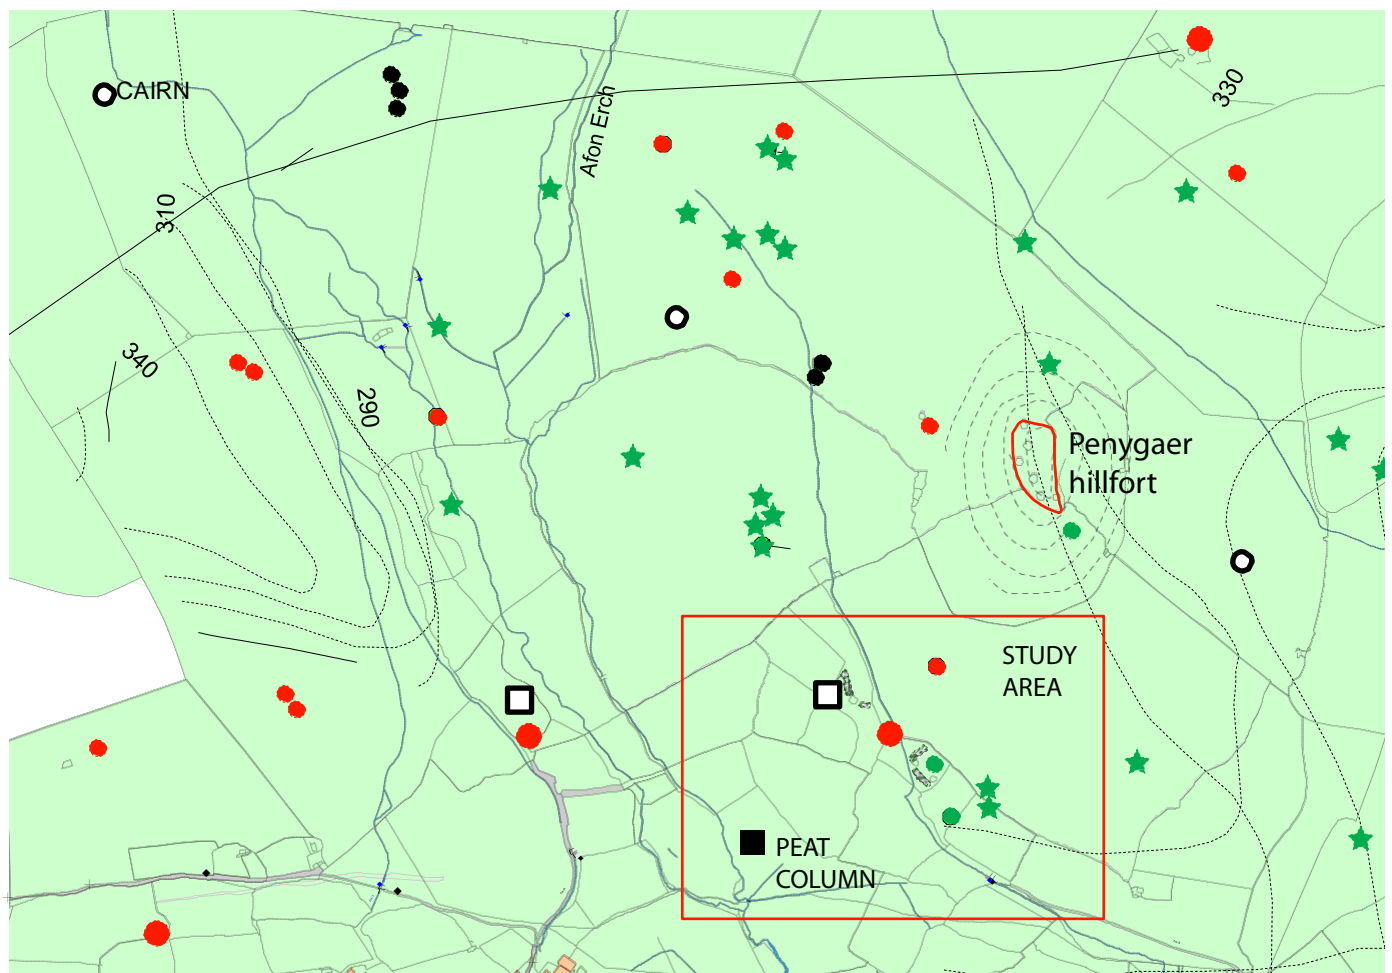 CAIRN
Afon Erch
330
310
340
290
Penygaer
hillfort
STUDY
AREA
PEAT
COLUMN